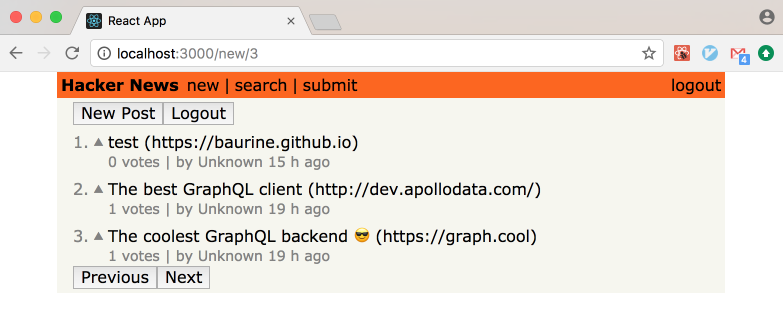 React App
localhost:3000/new/3
4
Hacker News new | search | submit logout
New Post Logout
1. ▲ test (https://baurine.github.io)
0 votes | by Unknown 15 h ago
2. ▲ The best GraphQL client (http://dev.apollodata.com/)
1 votes | by Unknown 19 h ago
3. ▲ The coolest GraphQL backend 😎 (https://graph.cool)
1 votes | by Unknown 19 h ago
Previous Next